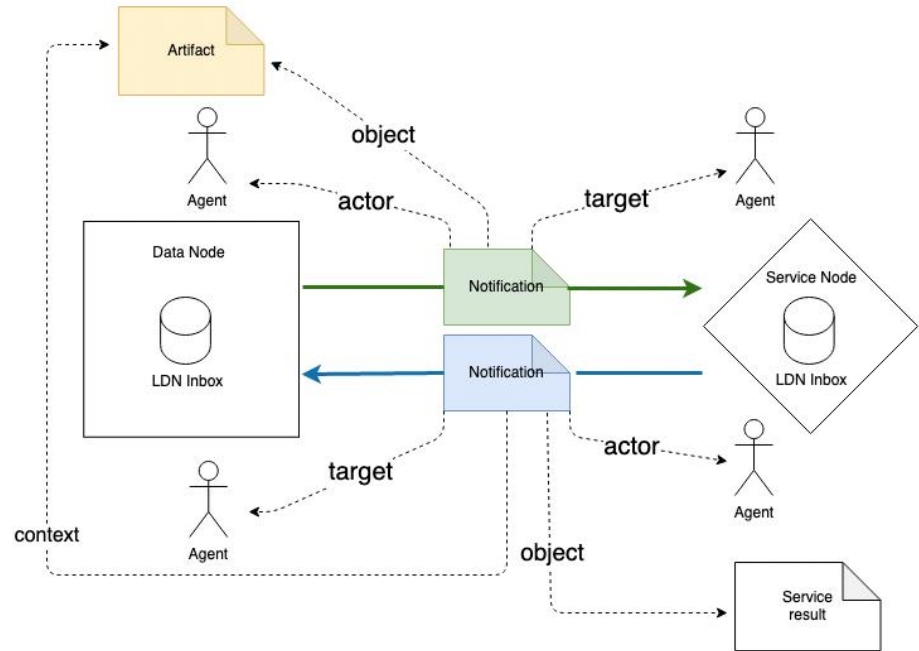 Artifact
object
Agent
actor
target
Agent
Data Node
LDN Inbox
Notification
Service Node
LDN Inbox
Notification
target
actor
Agent
Agent
context
object
Service
result